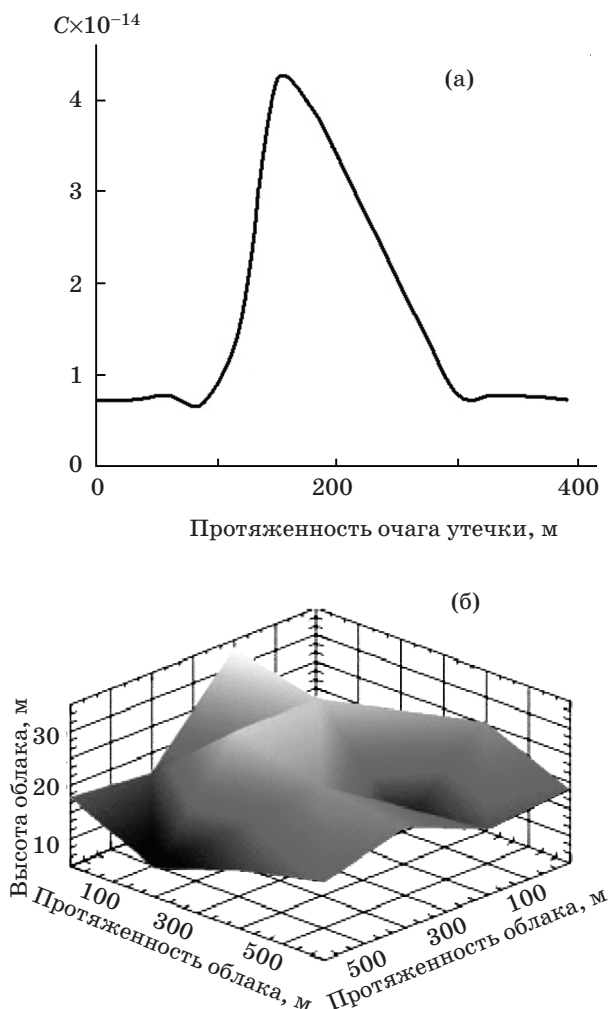 C×10⁻¹⁴
(а)
4
3
2
1
0
0 200 400
Протяженность очага утечки, м
(б)
Высота облака, м
30
20
10
100 300 500
Протяженность облака, м
500 300 100
Протяженность облака, м